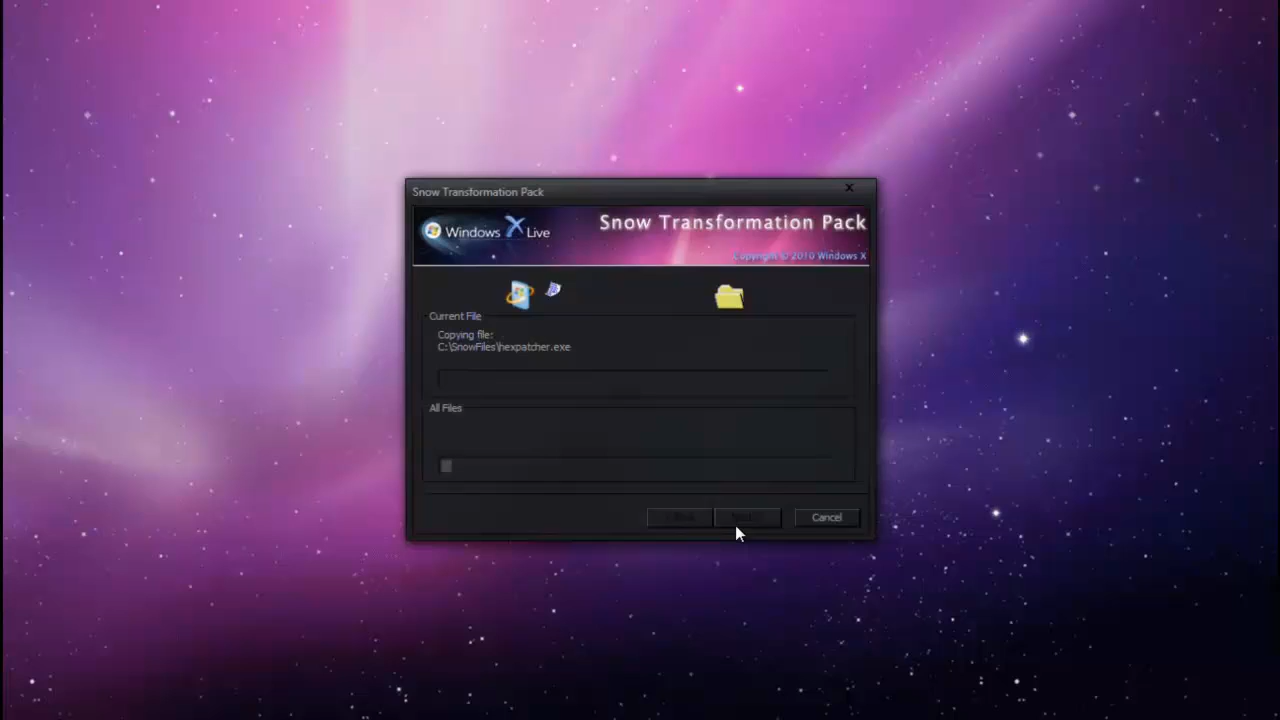 Snow Transformation Pack
Windows X Live
Snow Transformation Pack
Copyright © 2010 Windows X
Current File
Copying file:
C:\SnowFiles\hexpatcher.exe
All Files
Cancel